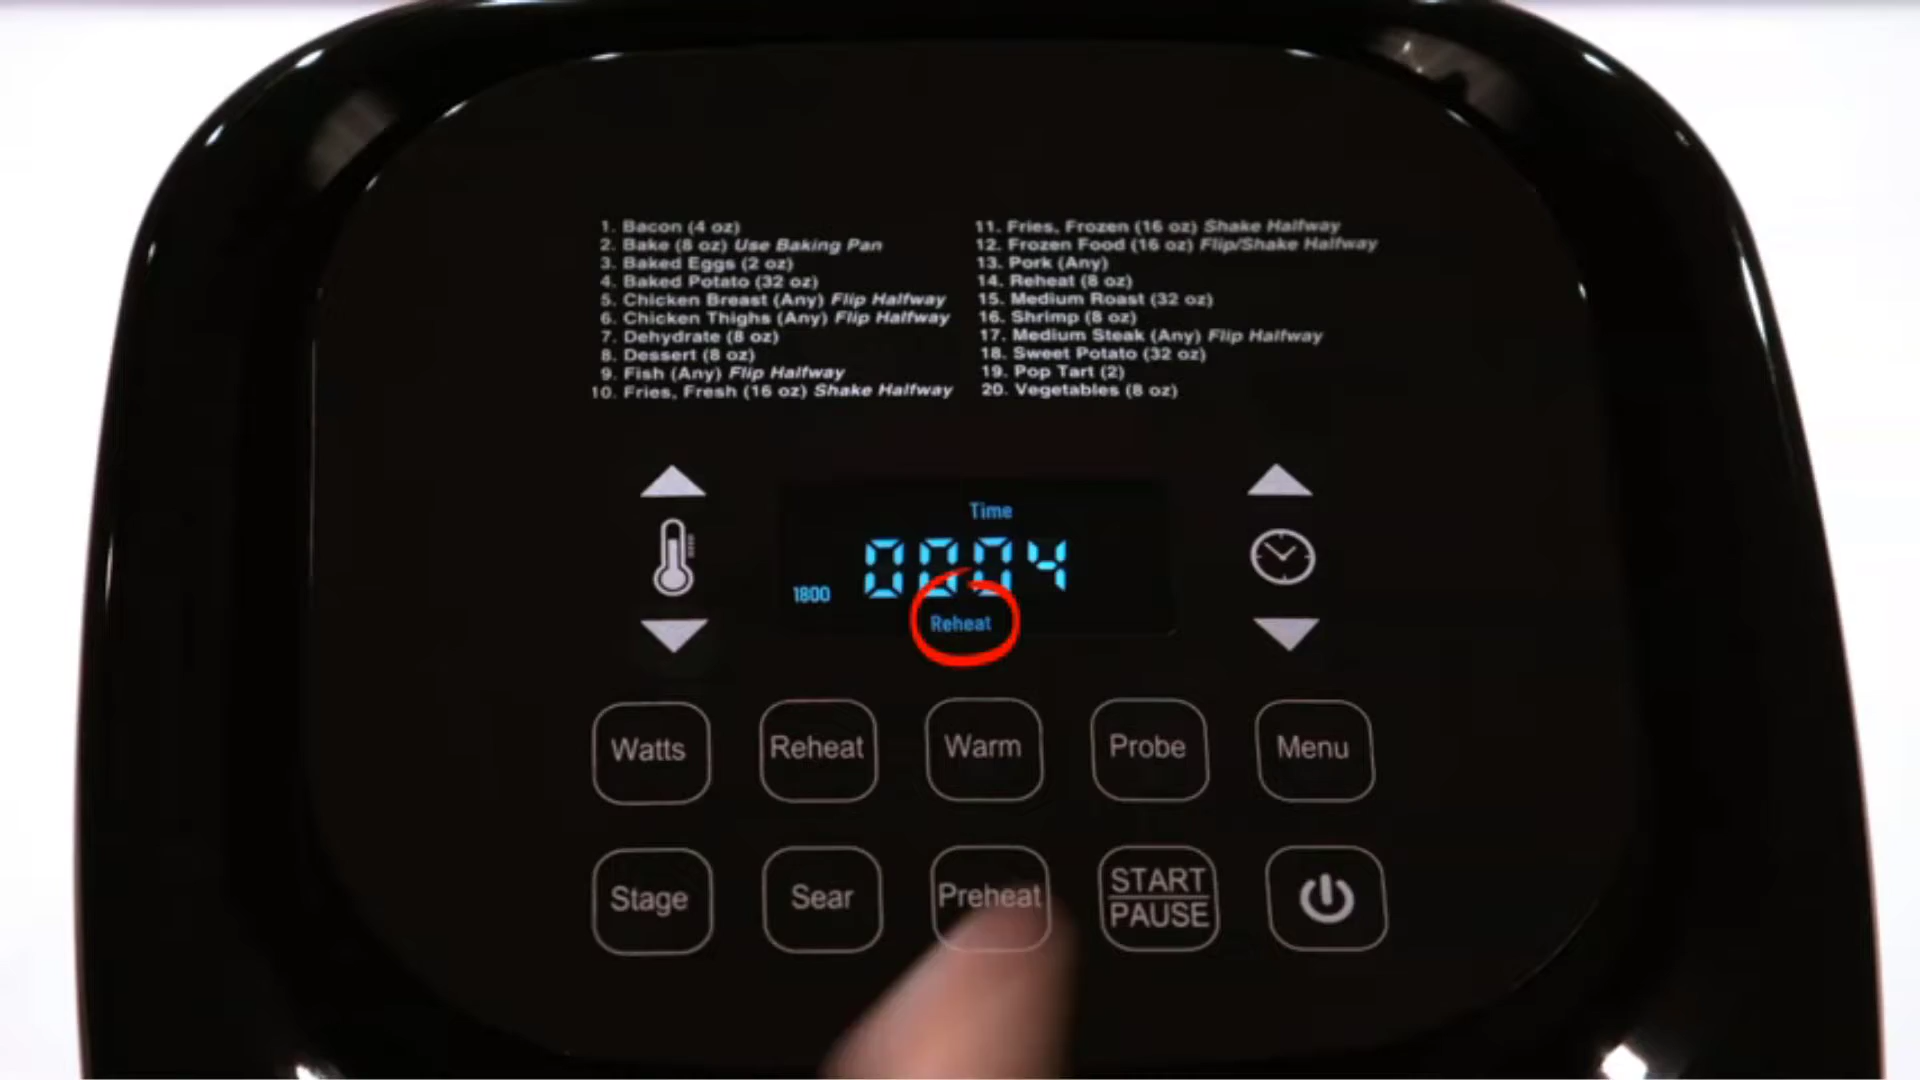 1. Bacon (4 oz)
2. Bake (8 oz) Use Baking Pan
3. Baked Eggs (2 oz)
4. Baked Potato (32 oz)
5. Chicken Breast (Any) Flip Halfway
6. Chicken Thighs (Any) Flip Halfway
7. Dehydrate (8 oz)
8. Dessert (8 oz)
9. Fish (Any) Flip Halfway
10. Fries, Fresh (16 oz) Shake Halfway
11. Fries, Frozen (16 oz) Shake Halfway
12. Frozen Food (16 oz) Flip/Shake Halfway
13. Pork (Any)
14. Reheat (8 oz)
15. Medium Roast (32 oz)
16. Shrimp (8 oz)
17. Medium Steak (Any) Flip Halfway
18. Sweet Potato (32 oz)
19. Pop Tart (2)
20. Vegetables (8 oz)
Time
0004
1800
Reheat
Watts Reheat Warm Probe Menu
Stage Sear Preheat START
PAUSE